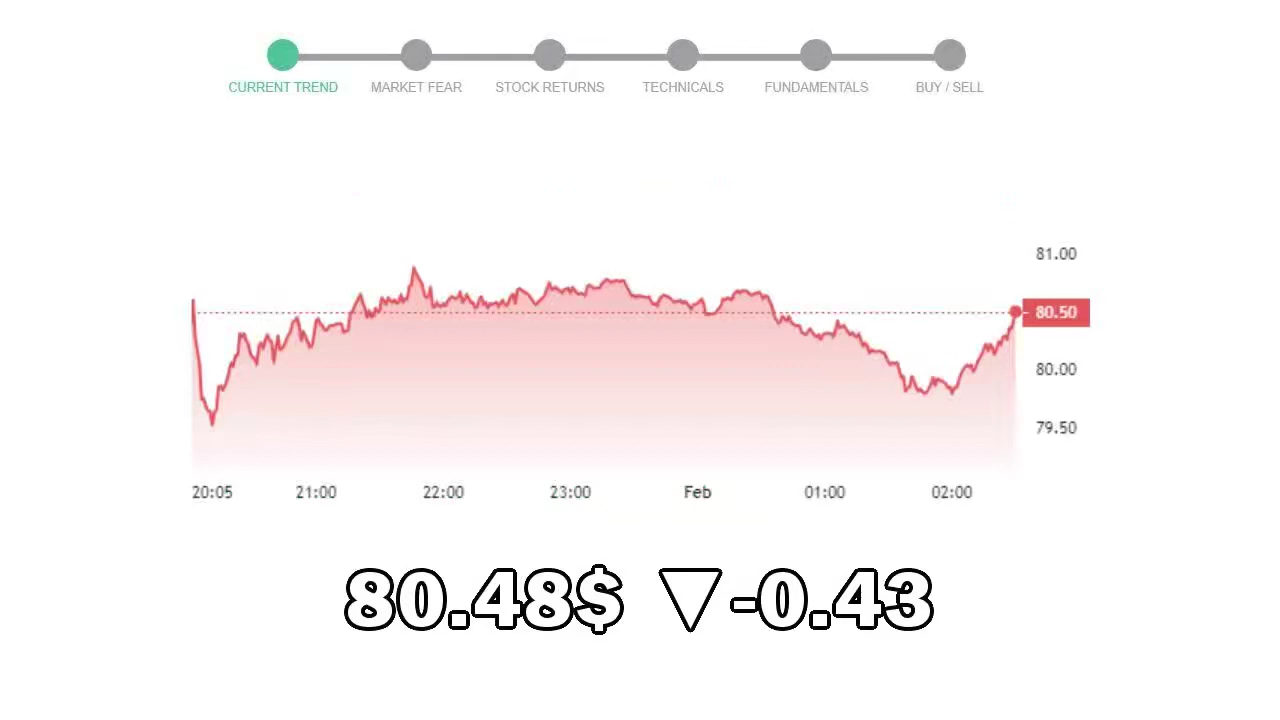 CURRENT TREND MARKET FEAR STOCK RETURNS TECHNICALS FUNDAMENTALS BUY / SELL
81.00
80.50
80.00
79.50
20:05 21:00 22:00 23:00 Feb 01:00 02:00
80.48$ ▽-0.43